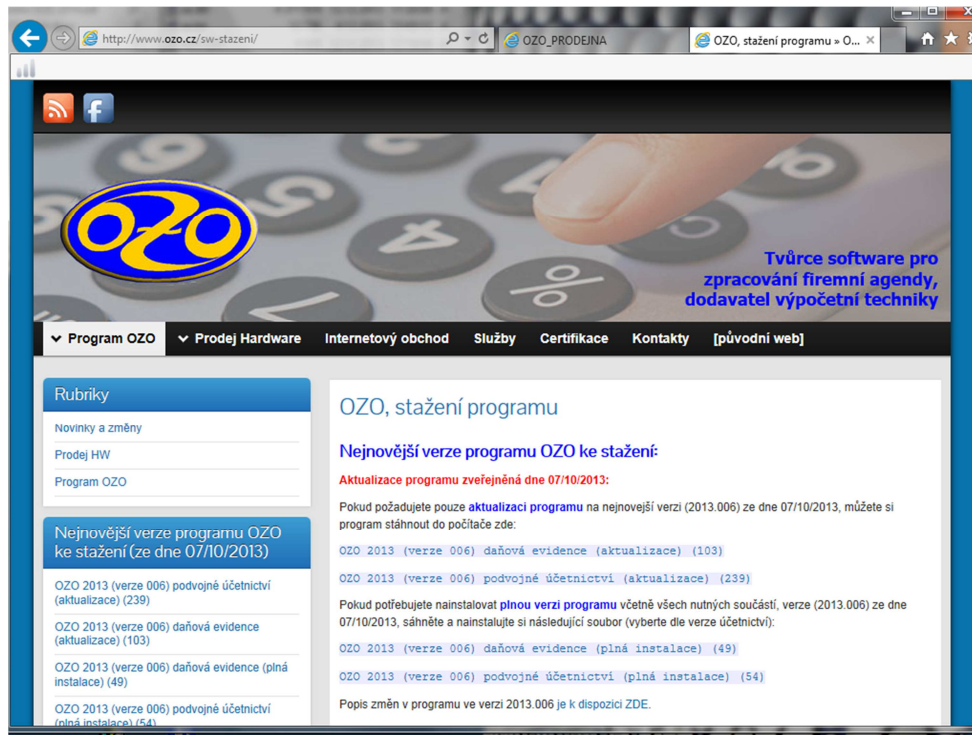 http://www.ozo.cz/sw-stazeni/
OZO_PRODEJNA
OZO, stažení programu » O...
OZO
Tvůrce software pro
zpracování firemní agendy,
dodavatel výpočetní techniky
Program OZO
Prodej Hardware
Internetový obchod
Služby
Certifikace
Kontakty
[původní web]
Rubriky
Novinky a změny
Prodej HW
Program OZO
Nejnovější verze programu OZO
ke stažení (ze dne 07/10/2013)
OZO 2013 (verze 006) podvojné účetnictví
(aktualizace) (239)
OZO 2013 (verze 006) daňová evidence
(aktualizace) (103)
OZO 2013 (verze 006) daňová evidence (plná
instalace) (49)
OZO 2013 (verze 006) podvojné účetnictví
(plná instalace) (54)
OZO, stažení programu
Nejnovější verze programu OZO ke stažení:
Aktualizace programu zveřejněná dne 07/10/2013:
Pokud požadujete pouze aktualizaci programu na nejnovejší verzi (2013.006) ze dne 07/10/2013, můžete si
program stáhnout do počítače zde:
OZO 2013 (verze 006) daňová evidence (aktualizace) (103)
OZO 2013 (verze 006) podvojné účetnictví (aktualizace) (239)
Pokud potřebujete nainstalovat plnou verzi programu včetně všech nutných součástí, verze (2013.006) ze dne
07/10/2013, sáhněte a nainstalujte si následující soubor (vyberte dle verze účetnictví):
OZO 2013 (verze 006) daňová evidence (plná instalace) (49)
OZO 2013 (verze 006) podvojné účetnictví (plná instalace) (54)
Popis změn v programu ve verzi 2013.006 je k dispozici ZDE.